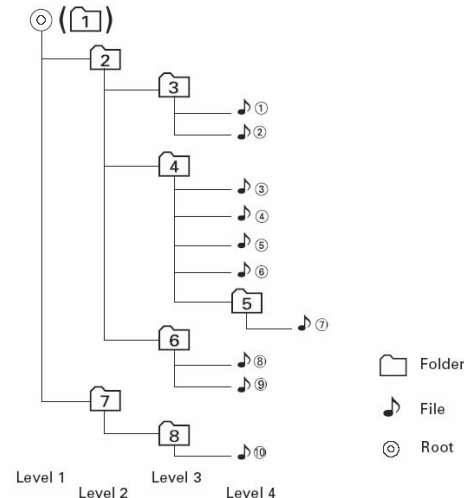 (1)
2
3
①
②
4
③
④
⑤
⑥
5
⑦
6
⑧
⑨
7
8
⑩
Folder
File
Root
Level 1
Level 2
Level 3
Level 4